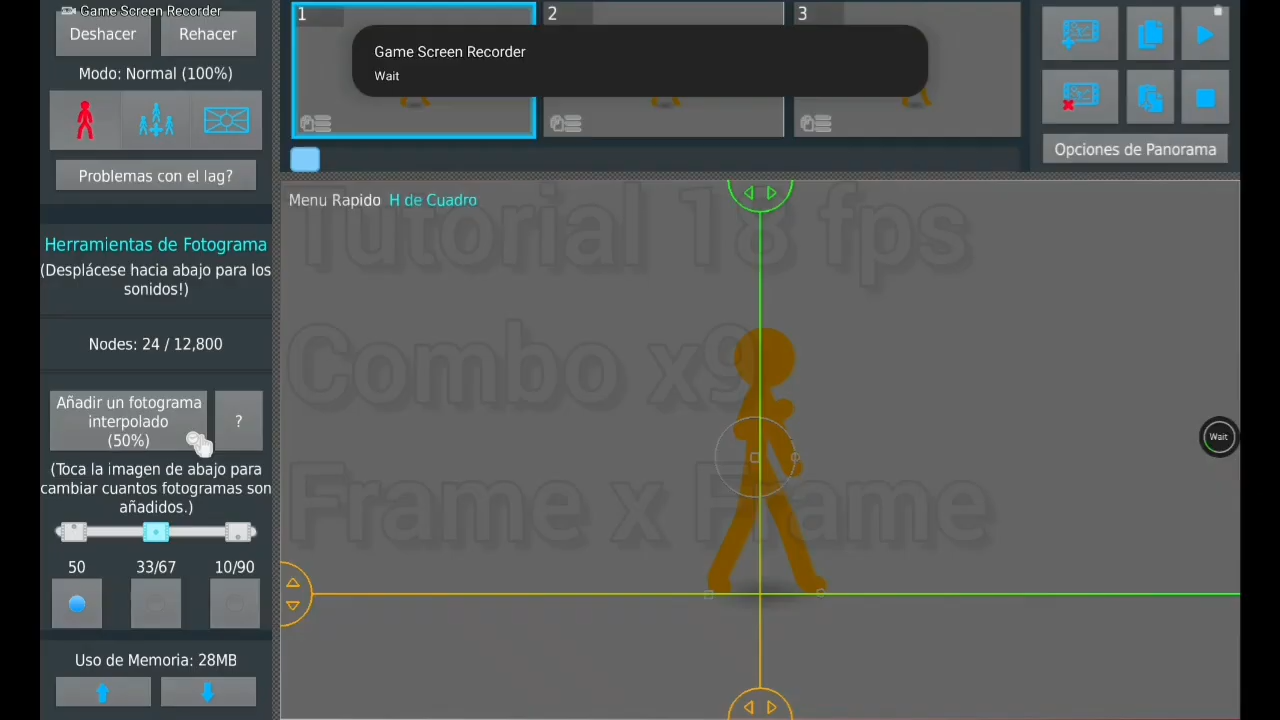 Game Screen Recorder
Deshacer
Rehacer
Modo: Normal (100%)
Problemas con el lag?
Herramientas de Fotograma
(Desplácese hacia abajo para los
sonidos!)
Nodes: 24 / 12,800
Añadir un fotograma
interpolado
(50%)
?
(Toca la imagen de abajo para
cambiar cuantos fotogramas son
añadidos.)
50
33/67
10/90
Uso de Memoria: 28MB
1
2
3
Game Screen Recorder
Wait
Opciones de Panorama
Menu Rapido H de Cuadro
Tutorial 18 fps
Combo x9
Frame x Frame
Wait